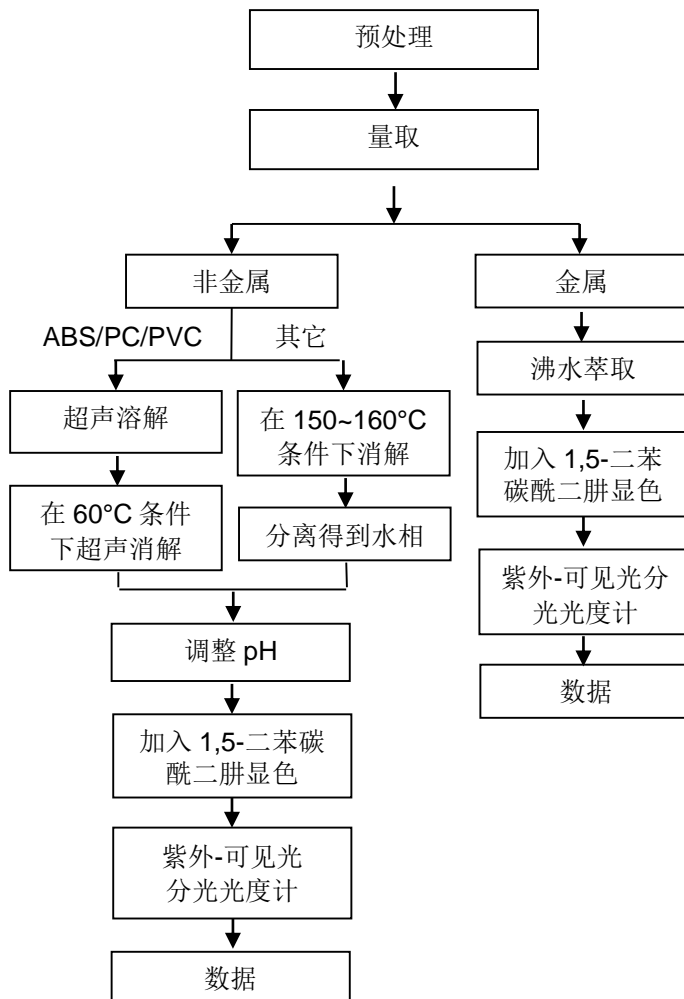 预处理
量取
非金属
金属
ABS/PC/PVC
其它
超声溶解
在 60°C 条件
下超声消解
在 150~160°C
条件下消解
分离得到水相
调整 pH
加入 1,5-二苯碳
酰二肼显色
紫外-可见光
分光光度计
数据
沸水萃取
加入 1,5-二苯
碳酰二肼显色
紫外-可见光分
光光度计
数据